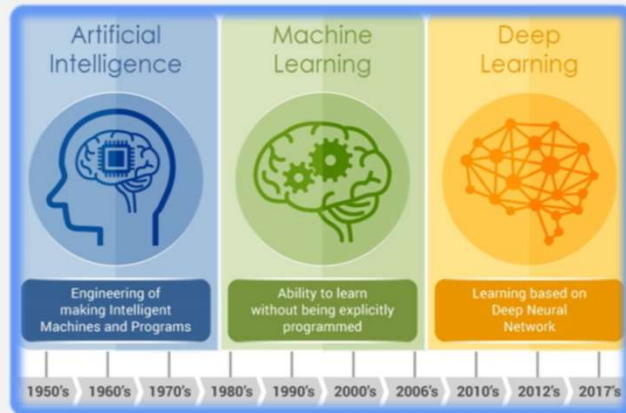 Artificial
Intelligence
Machine
Learning
Deep
Learning
Engineering of
making Intelligent
Machines and Programs
Ability to learn
without being explicitly
programmed
Learning based on
Deep Neural
Network
1950's 1960's 1970's 1980's 1990's 2000's 2006's 2010's 2012's 2017's